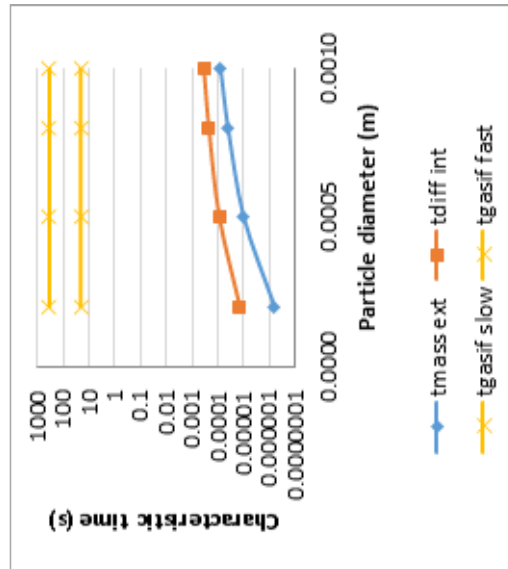 1000
100
10
1
0.1
0.01
0.001
0.0001
0.00001
0.000001
0.0000001
Characteristic time (s)
0.0000
0.0005
0.0010
Particle diameter (m)
tmass ext
tdiff int
tgasif slow
tgasif fast